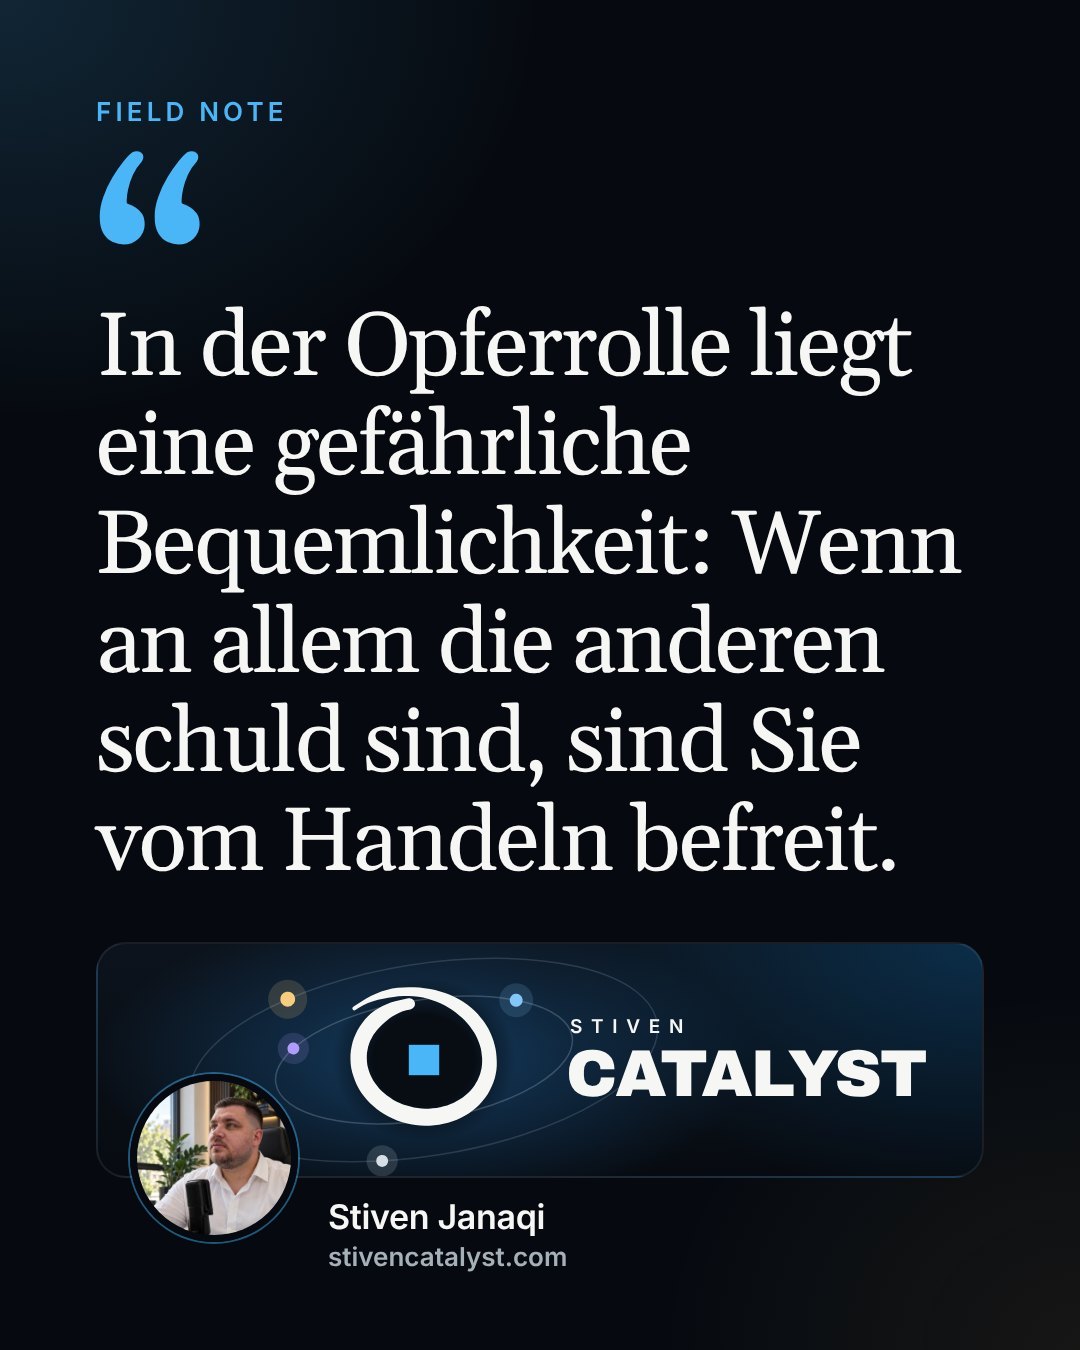 FIELD NOTE
“
In der Opferrolle liegt
eine gefährliche
Bequemlichkeit: Wenn
an allem die anderen
schuld sind, sind Sie
vom Handeln befreit.
STIVEN
CATALYST
Stiven Janaqi
stivencatalyst.com